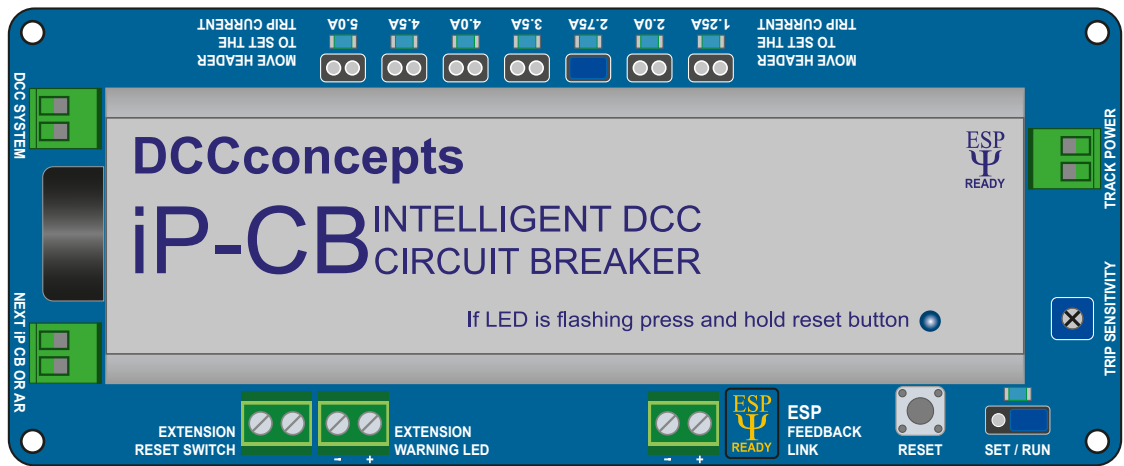 MOVE HEADER
TO SET THE
TRIP CURRENT
5.0A
4.5A
4.0A
3.5A
2.75A
2.0A
1.25A
MOVE HEADER
TO SET THE
TRIP CURRENT
DCC SYSTEM
NEXT iP CB OR AR
DCCconcepts
iP-CB
INTELLIGENT DCC
CIRCUIT BREAKER
If LED is flashing press and hold reset button
ESP
Ψ
READY
TRACK POWER
TRIP SENSITIVITY
EXTENSION
RESET SWITCH
- +
EXTENSION
WARNING LED
- +
ESP
Ψ
READY
ESP
FEEDBACK
LINK
RESET
SET / RUN